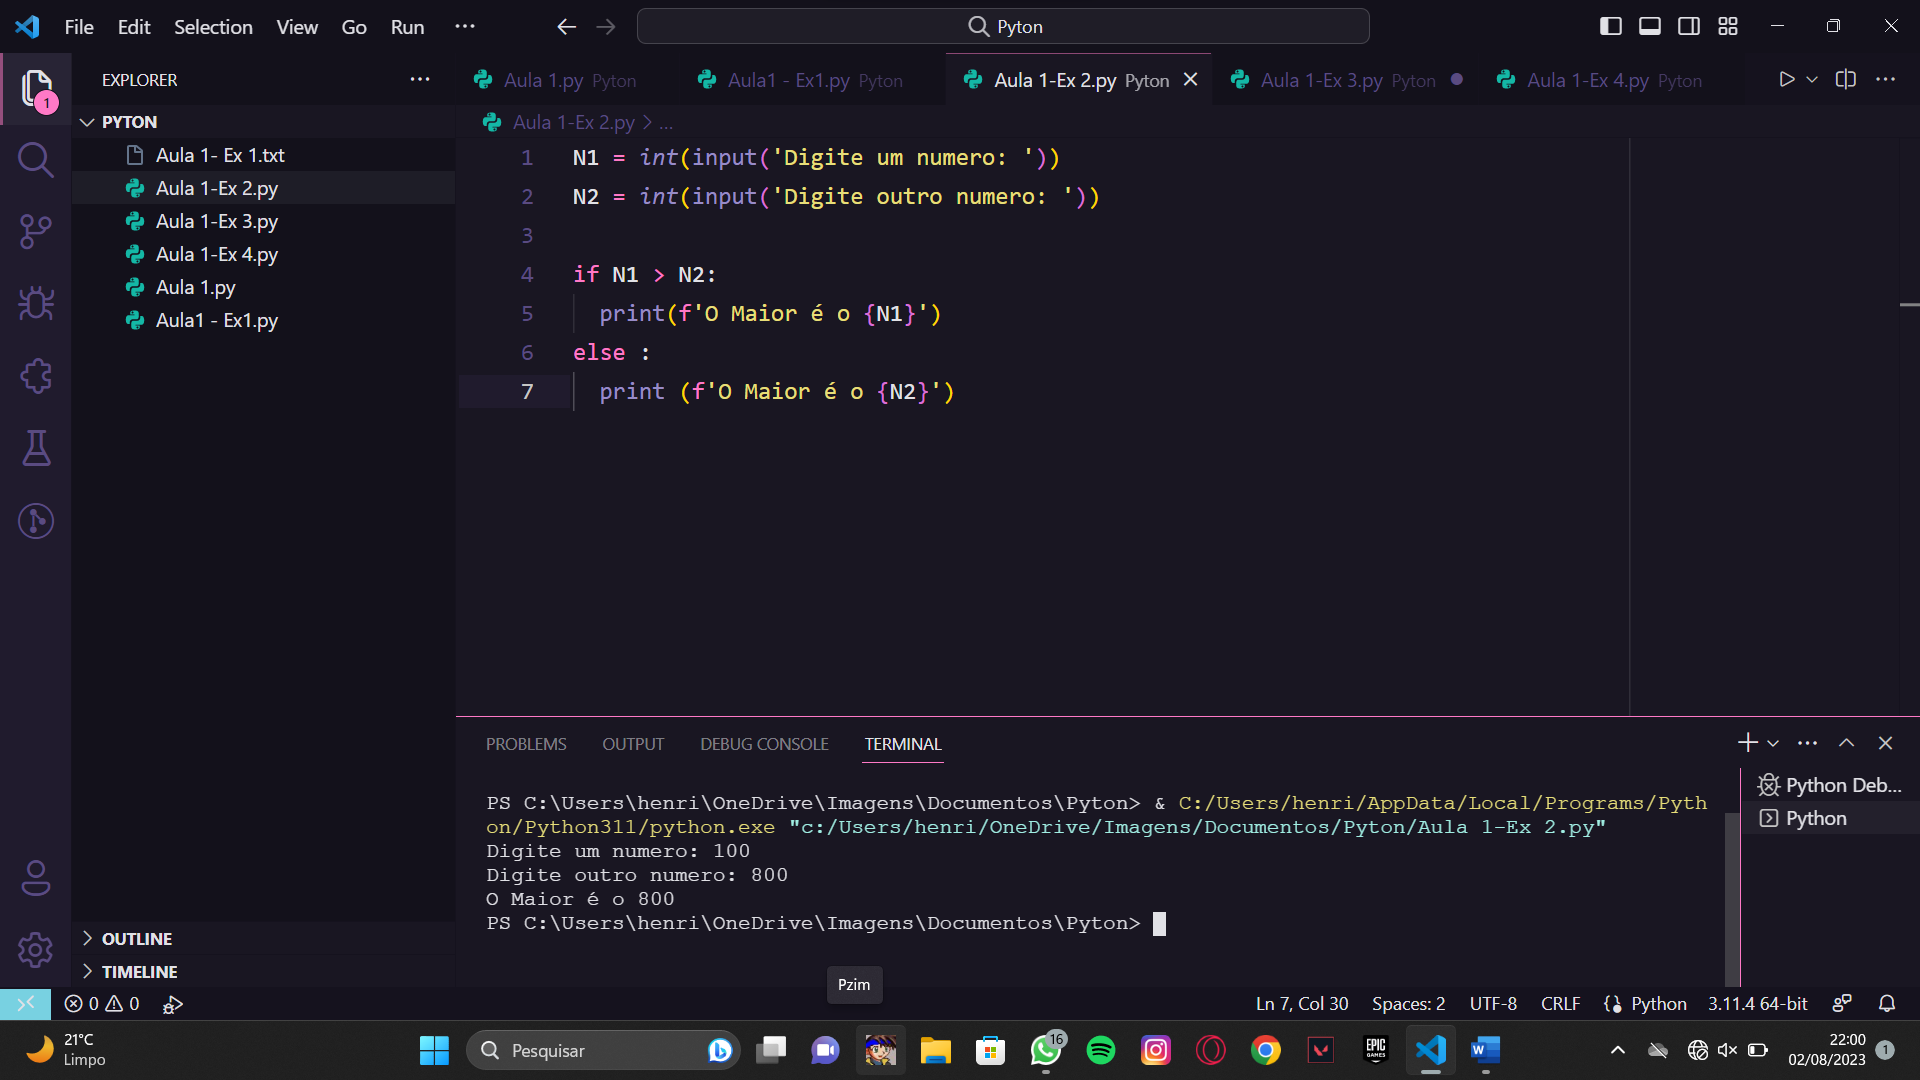 File Edit Selection View Go Run
Pyton
EXPLORER
1
PYTON
Aula 1- Ex 1.txt
Aula 1-Ex 2.py
Aula 1-Ex 3.py
Aula 1-Ex 4.py
Aula 1.py
Aula1 - Ex1.py
OUTLINE
TIMELINE
Aula 1.py Pyton
Aula1 - Ex1.py Pyton
Aula 1-Ex 2.py Pyton
Aula 1-Ex 3.py Pyton
Aula 1-Ex 4.py Pyton
Aula 1-Ex 2.py > ...
1 N1 = int(input('Digite um numero: '))
2 N2 = int(input('Digite outro numero: '))
3
4 if N1 > N2:
5 print(f'O Maior é o {N1}')
6 else :
7 print (f'O Maior é o {N2}')
PROBLEMS OUTPUT DEBUG CONSOLE TERMINAL
PS C:\Users\henri\OneDrive\Imagens\Documentos\Pyton> & C:/Users/henri/AppData/Local/Programs/Pyth
on/Python311/python.exe "c:/Users/henri/OneDrive/Imagens/Documentos/Pyton/Aula 1-Ex 2.py"
Digite um numero: 100
Digite outro numero: 800
O Maior é o 800
PS C:\Users\henri\OneDrive\Imagens\Documentos\Pyton>
Python Deb...
Python
Pzim
0 0
Ln 7, Col 30 Spaces: 2 UTF-8 CRLF Python 3.11.4 64-bit
21°C
Limpo
Pesquisar
16
EPIC
GAMES
22:00
02/08/2023
1